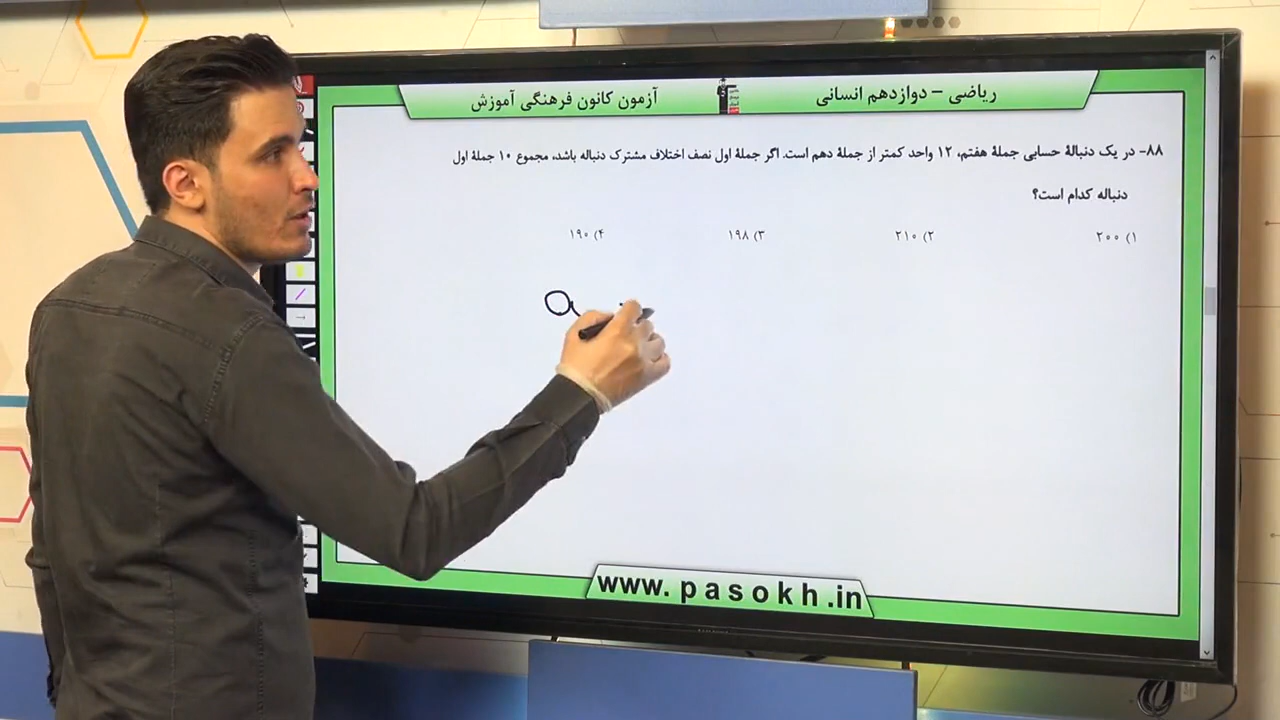 ریاضی – دوازدهم انسانی
آزمون کانون فرهنگی آموزش
۸۸- در یک دنبالهٔ حسابی جملهٔ هفتم، ۱۲ واحد کمتر از جملهٔ دهم است. اگر جملهٔ اول نصف اختلاف مشترک دنباله باشد، مجموع ۱۰ جملهٔ اول
دنباله کدام است؟
۱) ۲۰۰ ۲) ۲۱۰ ۳) ۱۹۸ ۴) ۱۹۰
a
www.pasokh.in